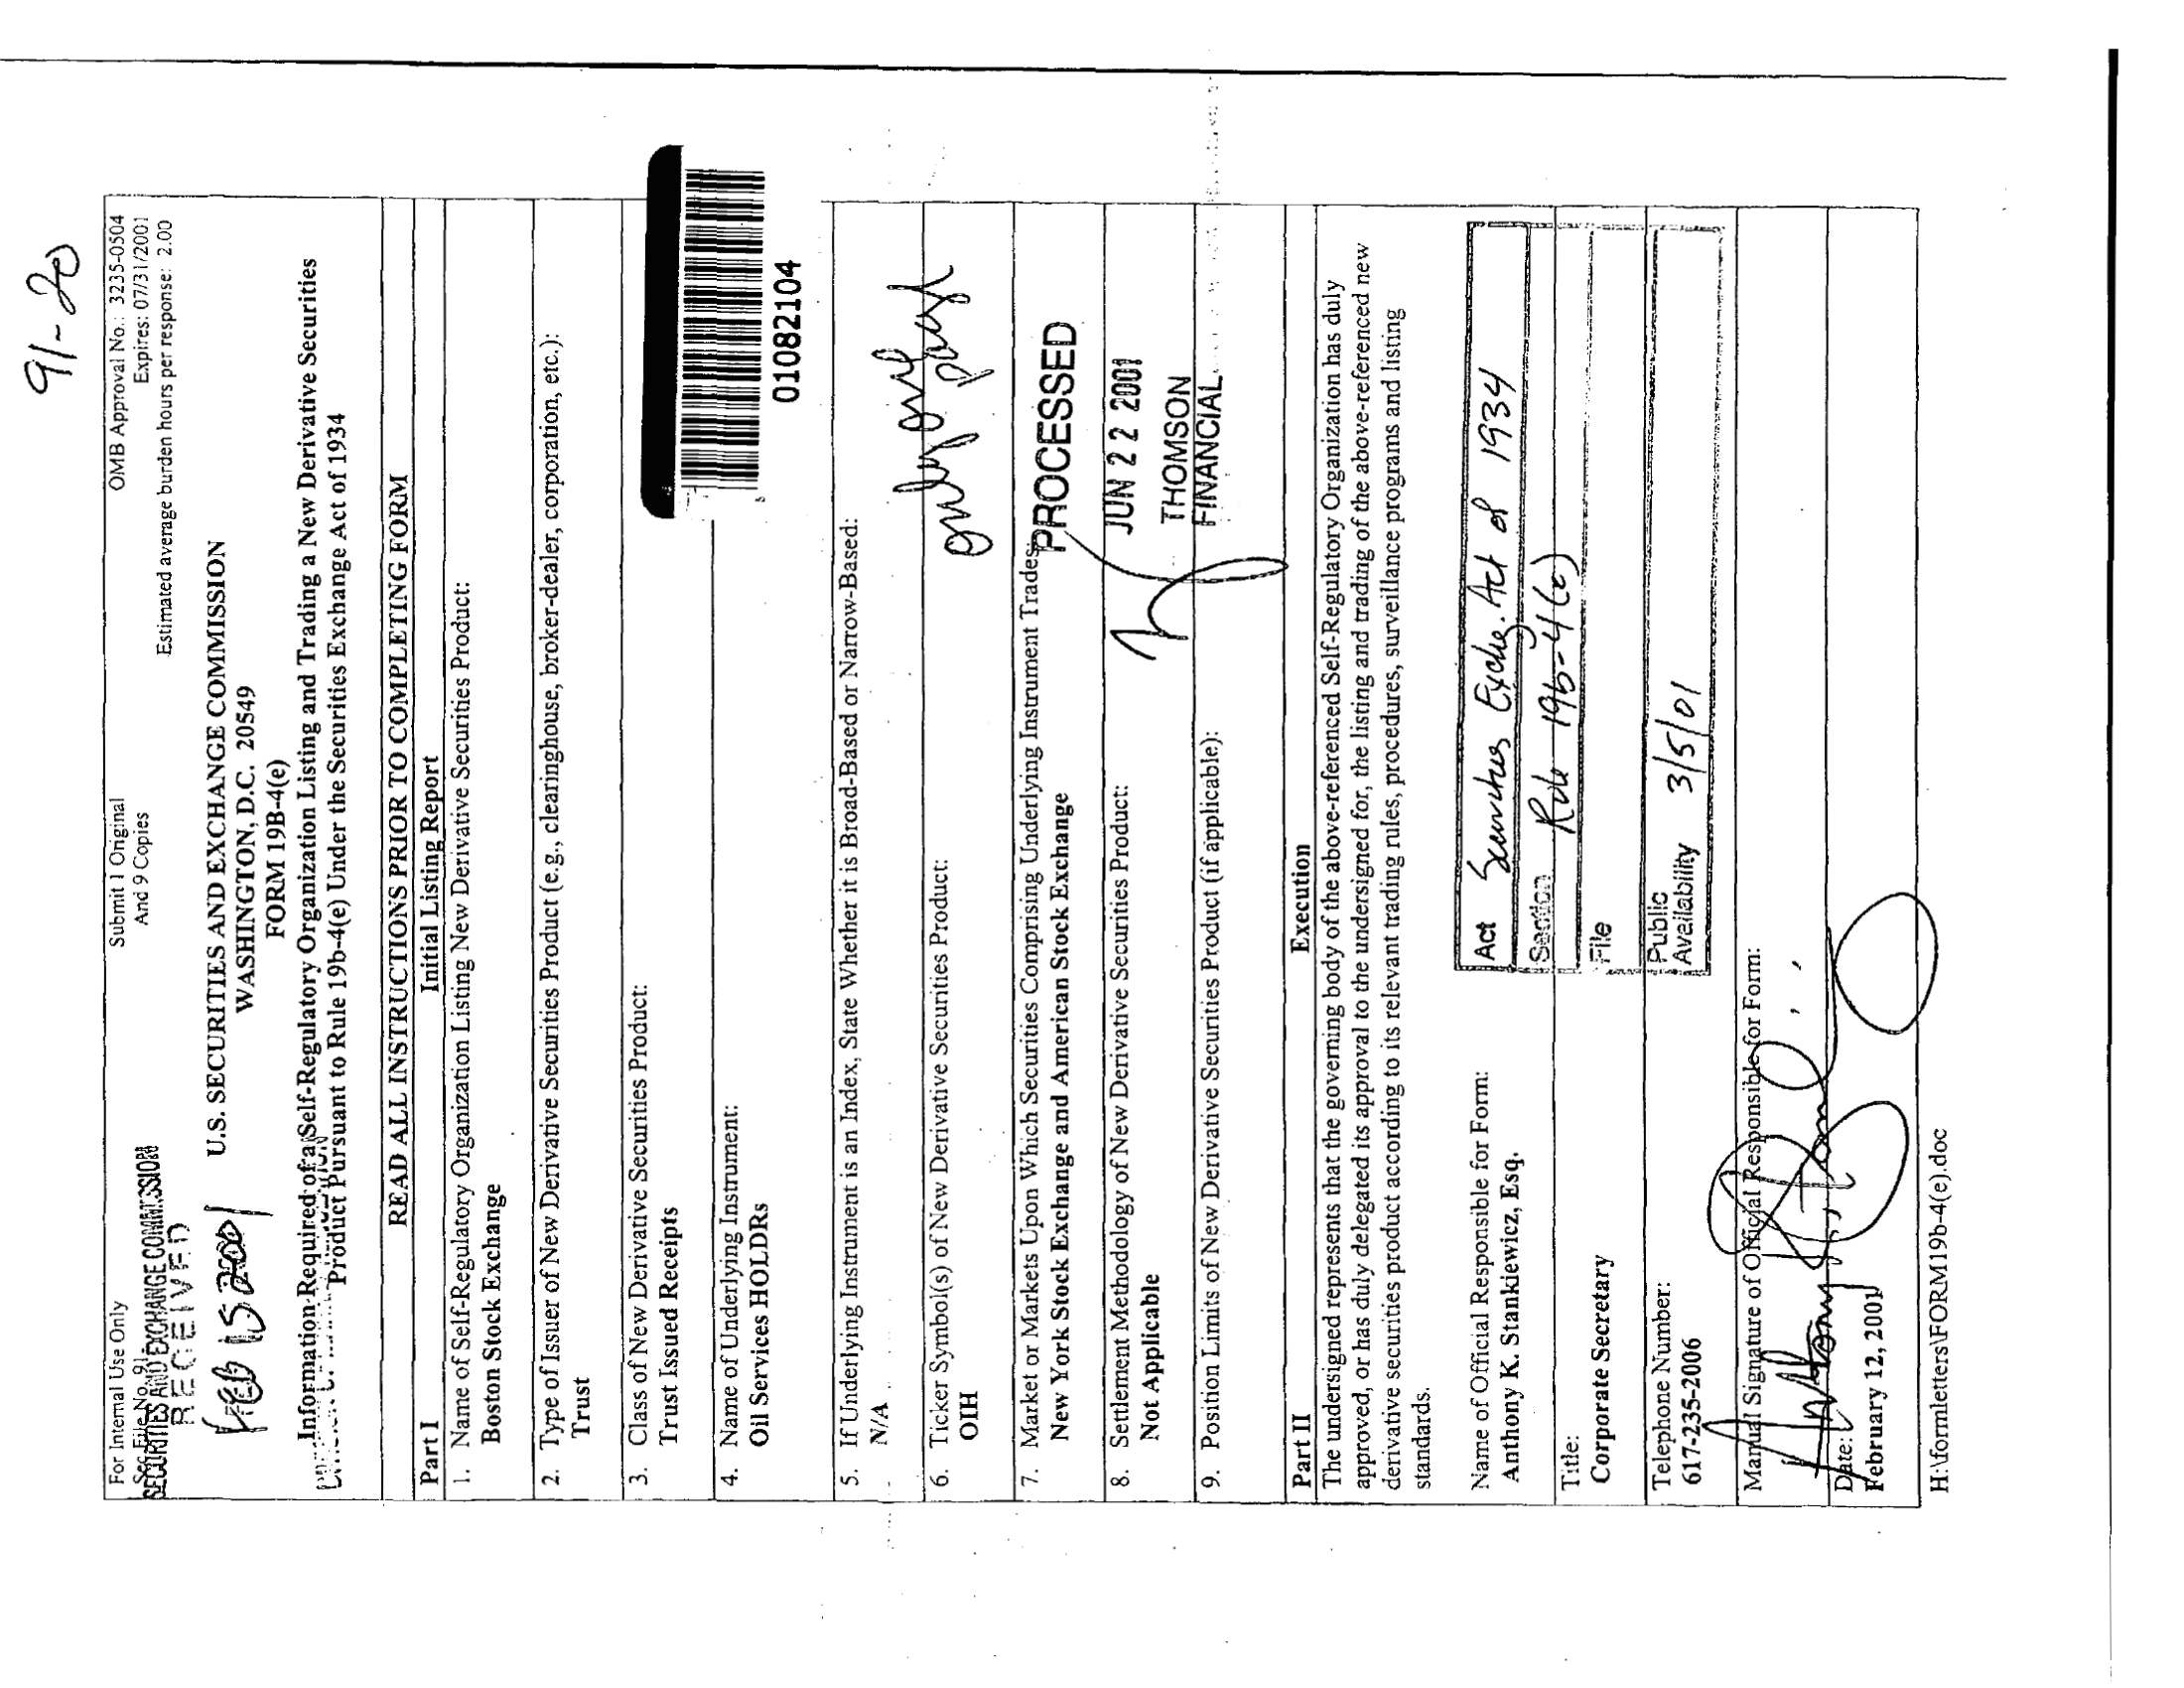 91-20
For Internal Use Only
Submit 1 Original
OMB Approval No.: 3235-0504
Sec File No. 91-
And 9 Copies
Expires: 07/31/2001
Estimated average burden hours per response: 2.00
SECURITIES AND EXCHANGE COMMISSION
RECEIVED
FEB 15 2001
U.S. SECURITIES AND EXCHANGE COMMISSION
WASHINGTON, D.C. 20549
FORM 19B-4(e)
Information Required of a Self-Regulatory Organization Listing and Trading a New Derivative Securities
Product Pursuant to Rule 19b-4(e) Under the Securities Exchange Act of 1934
READ ALL INSTRUCTIONS PRIOR TO COMPLETING FORM
Part I Initial Listing Report
1. Name of Self-Regulatory Organization Listing New Derivative Securities Product:
Boston Stock Exchange
2. Type of Issuer of New Derivative Securities Product (e.g., clearinghouse, broker-dealer, corporation, etc.):
Trust
3. Class of New Derivative Securities Product:
Trust Issued Receipts
4. Name of Underlying Instrument:
Oil Services HOLDRs
01082104
5. If Underlying Instrument is an Index, State Whether it is Broad-Based or Narrow-Based:
N/A
6. Ticker Symbol(s) of New Derivative Securities Product:
OIH
only one page
7. Market or Markets Upon Which Securities Comprising Underlying Instrument Trades:
New York Stock Exchange and American Stock Exchange
PROCESSED
8. Settlement Methodology of New Derivative Securities Product:
Not Applicable
JUN 22 2001
THOMSON
FINANCIAL
9. Position Limits of New Derivative Securities Product (if applicable):
Part II Execution
The undersigned represents that the governing body of the above-referenced Self-Regulatory Organization has duly
approved, or has duly delegated its approval to the undersigned for, the listing and trading of the above-referenced new
derivative securities product according to its relevant trading rules, procedures, surveillance programs and listing
standards.
Name of Official Responsible for Form:
Anthony K. Stankiewicz, Esq.
Title:
Corporate Secretary
Telephone Number:
617-235-2006
Act Securities Exchg. Act of 1934
Section Rule 19b-4(e)
File
Public
Availability 3/5/01
Manual Signature of Official Responsible for Form:
Date:
February 12, 2001
H:\formletters\FORM19b-4(e).doc